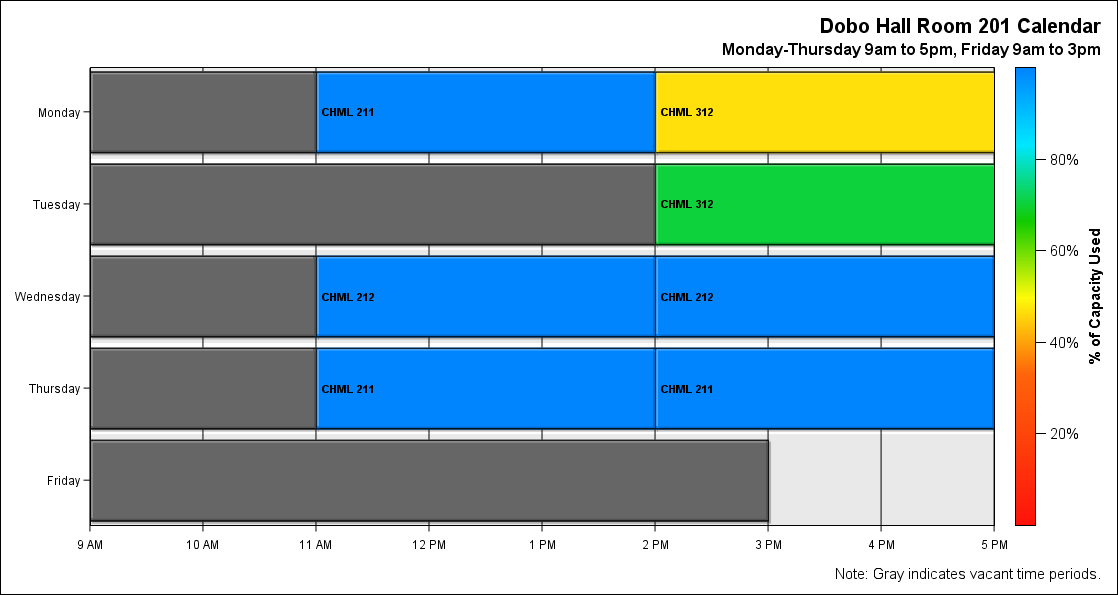 Dobo Hall Room 201 Calendar
Monday-Thursday 9am to 5pm, Friday 9am to 3pm
Monday
CHML 211
CHML 312
Tuesday
CHML 312
Wednesday
CHML 212
CHML 212
Thursday
CHML 211
CHML 211
Friday
9 AM
10 AM
11 AM
12 PM
1 PM
2 PM
3 PM
4 PM
5 PM
80%
60%
40%
20%
% of Capacity Used
Note: Gray indicates vacant time periods.